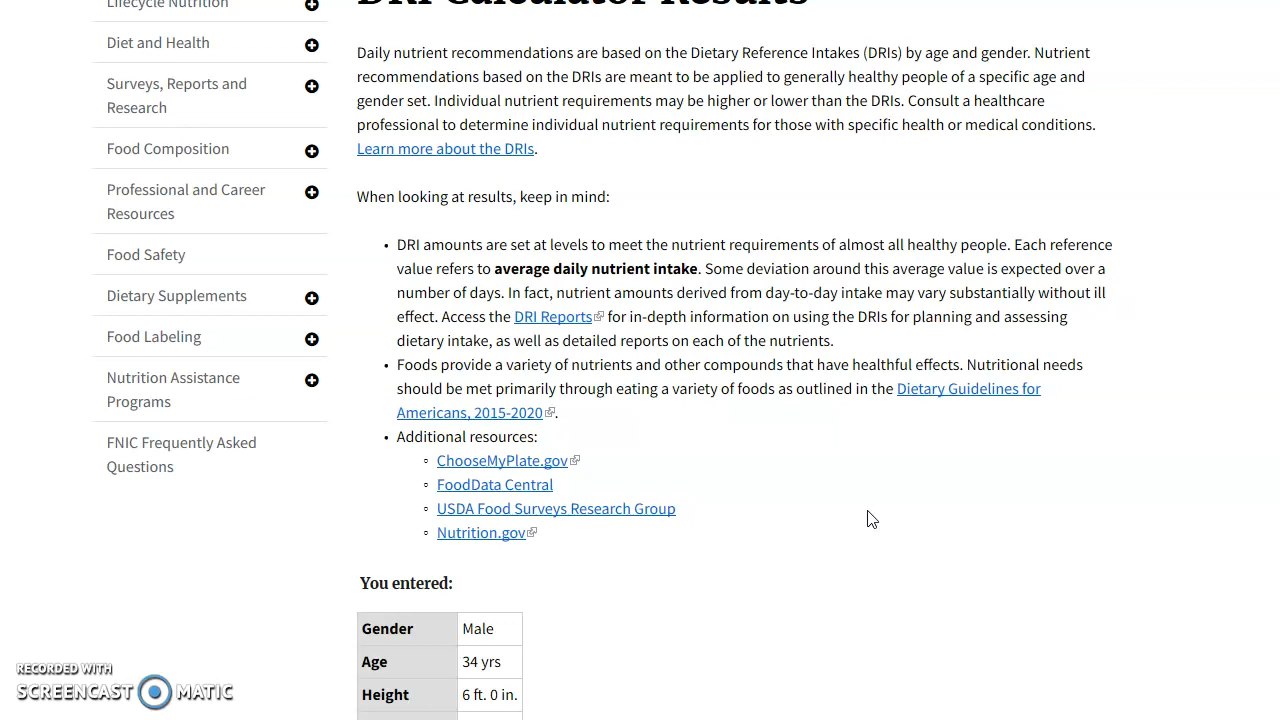 Lifecycle Nutrition
Diet and Health
Surveys, Reports and
Research
Food Composition
Professional and Career
Resources
Food Safety
Dietary Supplements
Food Labeling
Nutrition Assistance
Programs
FNIC Frequently Asked
Questions
DRI Calculator Results
Daily nutrient recommendations are based on the Dietary Reference Intakes (DRIs) by age and gender. Nutrient
recommendations based on the DRIs are meant to be applied to generally healthy people of a specific age and
gender set. Individual nutrient requirements may be higher or lower than the DRIs. Consult a healthcare
professional to determine individual nutrient requirements for those with specific health or medical conditions.
Learn more about the DRIs.
When looking at results, keep in mind:
• DRI amounts are set at levels to meet the nutrient requirements of almost all healthy people. Each reference
value refers to average daily nutrient intake. Some deviation around this average value is expected over a
number of days. In fact, nutrient amounts derived from day-to-day intake may vary substantially without ill
effect. Access the DRI Reports for in-depth information on using the DRIs for planning and assessing
dietary intake, as well as detailed reports on each of the nutrients.
• Foods provide a variety of nutrients and other compounds that have healthful effects. Nutritional needs
should be met primarily through eating a variety of foods as outlined in the Dietary Guidelines for
Americans, 2015-2020.
• Additional resources:
◦ ChooseMyPlate.gov
◦ FoodData Central
◦ USDA Food Surveys Research Group
◦ Nutrition.gov
You entered:
Gender Male
Age 34 yrs
Height 6 ft. 0 in.
RECORDED WITH
SCREENCAST MATIC